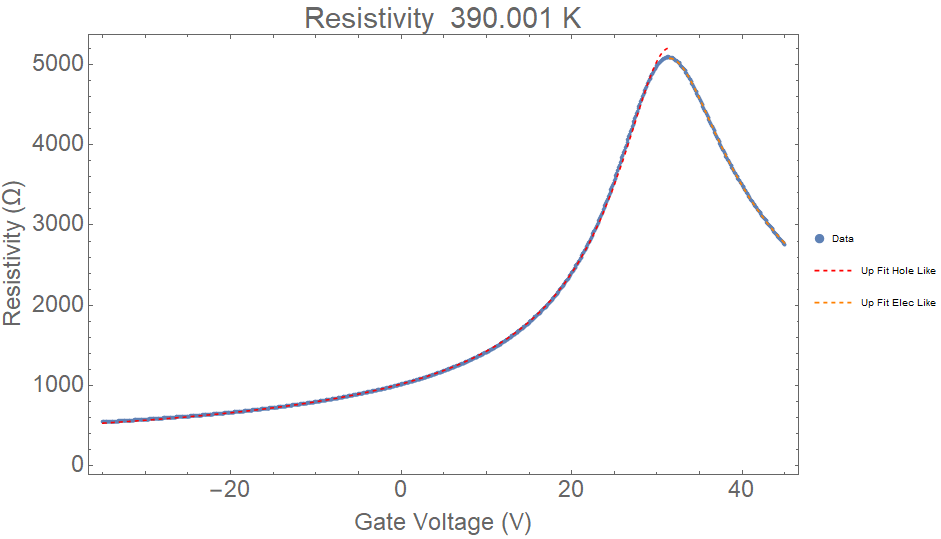 Resistivity 390.001 K
5000
4000
3000
2000
1000
0
Resistivity (Ω)
−20
0
20
40
Gate Voltage (V)
Data
Up Fit Hole Like
Up Fit Elec Like